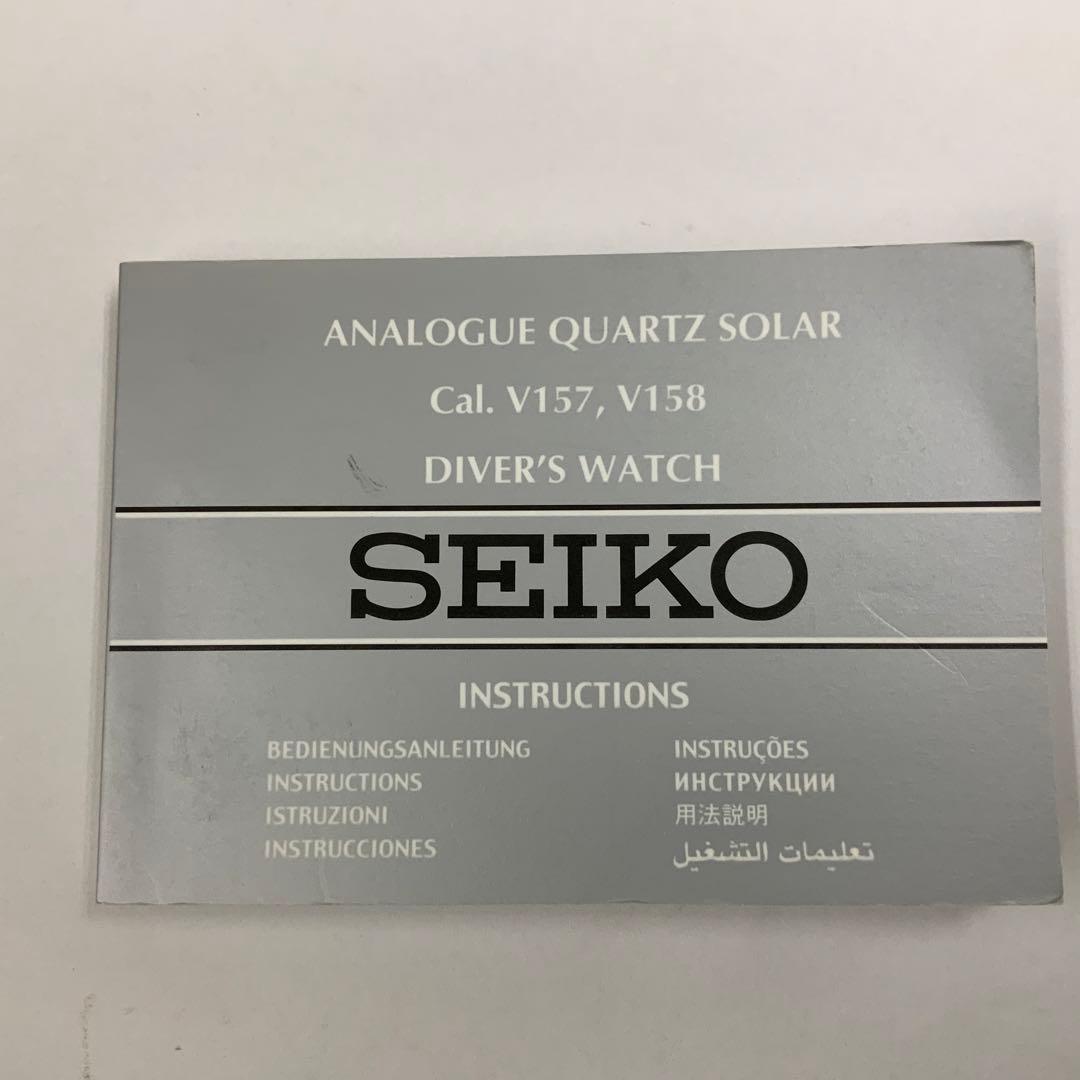 ANALOGUE QUARTZ SOLAR
Cal. V157, V158
DIVER'S WATCH
SEIKO
INSTRUCTIONS
BEDIENUNGSANLEITUNG
INSTRUCTIONS
ISTRUZIONI
INSTRUCCIONES
INSTRUÇÕES
ИНСТРУКЦИИ
用法説明
تعليمات التشغيل